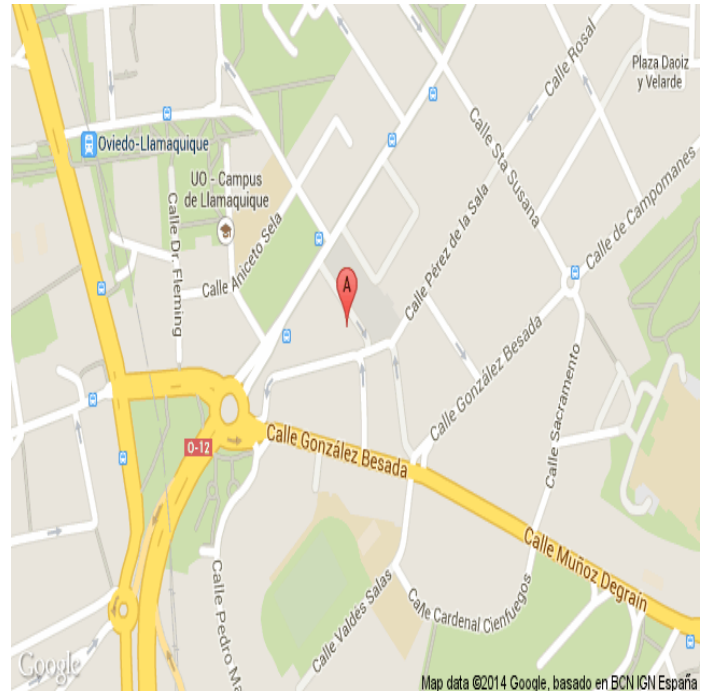 Plaza Daoiz
y Velarde
Calle Rosal
Oviedo-Llamaquique
Calle Sta Susana
UO - Campus
de Llamaquique
Calle de Campomanes
Calle Dr. Fleming
Calle Aniceto Sela
Calle Pérez de la Sala
A
Calle González Besada
Calle Sacramento
O-12
Calle González Besada
Calle Muñoz Degraín
Calle Pedro Ma
Calle Valdés Salas
Calle Cardenal Cienfuegos
Google
Map data ©2014 Google, basado en BCN IGN España